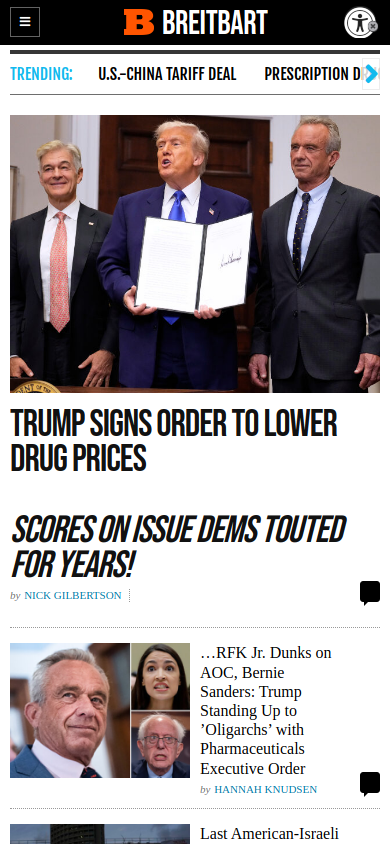 BREITBART
TRENDING:
U.S.–CHINA TARIFF DEAL
PRESCRIPTION D
TRUMP SIGNS ORDER TO LOWER
DRUG PRICES
SCORES ON ISSUE DEMS TOUTED
FOR YEARS!
by NICK GILBERTSON
…RFK Jr. Dunks on
AOC, Bernie
Sanders: Trump
Standing Up to
’Oligarchs’ with
Pharmaceuticals
Executive Order
by HANNAH KNUDSEN
Last American-Israeli